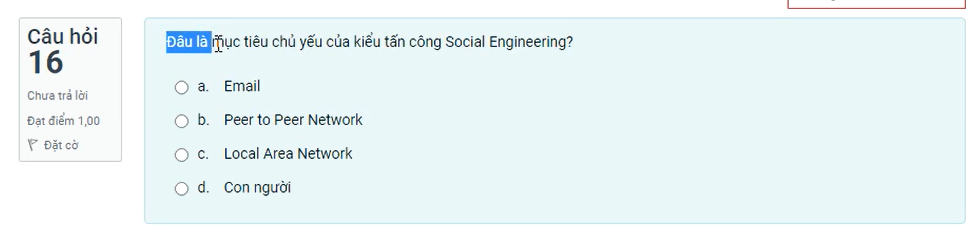 Câu hỏi
16
Chưa trả lời
Đạt điểm 1,00
Đặt cờ
Đâu là mục tiêu chủ yếu của kiểu tấn công Social Engineering?
a. Email
b. Peer to Peer Network
c. Local Area Network
d. Con người